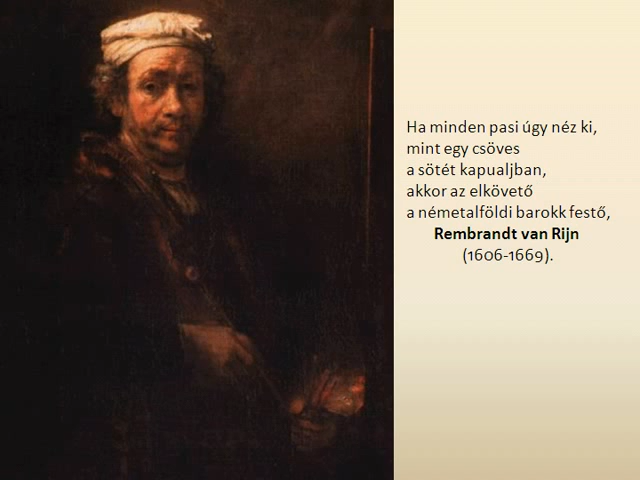 Ha minden pasi úgy néz ki,
mint egy csöves
a sötét kapualjban,
akkor az elkövető
a németalföldi barokk festő,
Rembrandt van Rijn
(1606-1669).